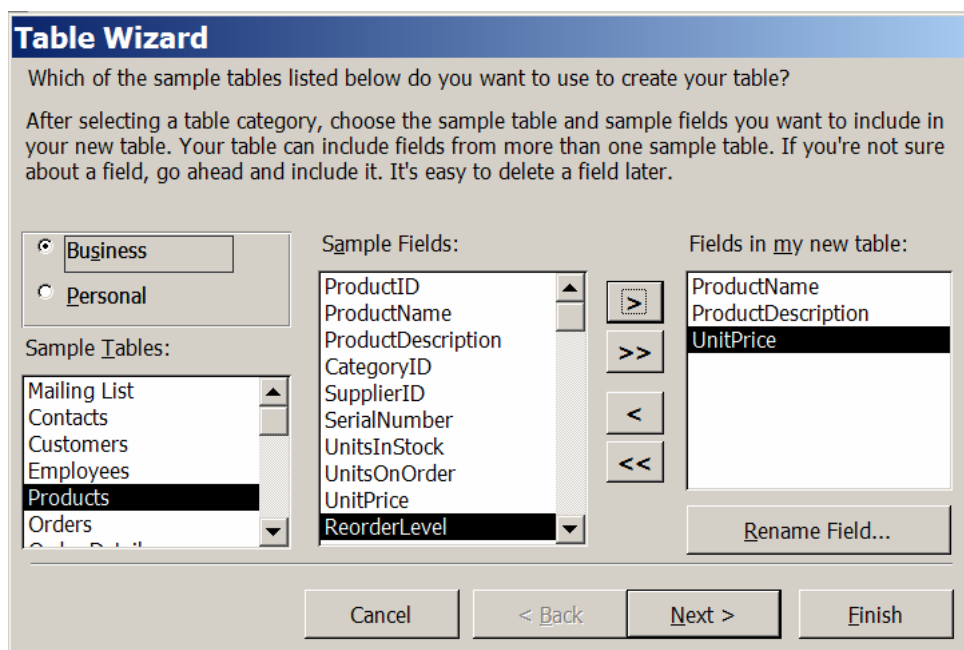 Table Wizard
Which of the sample tables listed below do you want to use to create your table?
After selecting a table category, choose the sample table and sample fields you want to include in
your new table. Your table can include fields from more than one sample table. If you're not sure
about a field, go ahead and include it. It's easy to delete a field later.
Business
Personal
Sample Tables:
Mailing List
Contacts
Customers
Employees
Products
Orders
Sample Fields:
ProductID
ProductName
ProductDescription
CategoryID
SupplierID
SerialNumber
UnitsInStock
UnitsOnOrder
UnitPrice
ReorderLevel
>
>>
<
<<
Fields in my new table:
ProductName
ProductDescription
UnitPrice
Rename Field...
Cancel
< Back
Next >
Finish